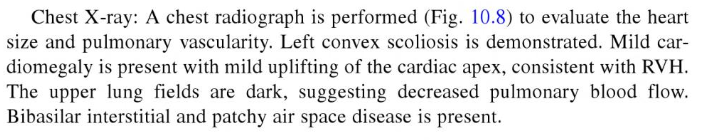 Chest X-ray: A chest radiograph is performed (Fig. 10.8) to evaluate the heart
size and pulmonary vascularity. Left convex scoliosis is demonstrated. Mild car-
diomegaly is present with mild uplifting of the cardiac apex, consistent with RVH.
The upper lung fields are dark, suggesting decreased pulmonary blood flow.
Bibasilar interstitial and patchy air space disease is present.